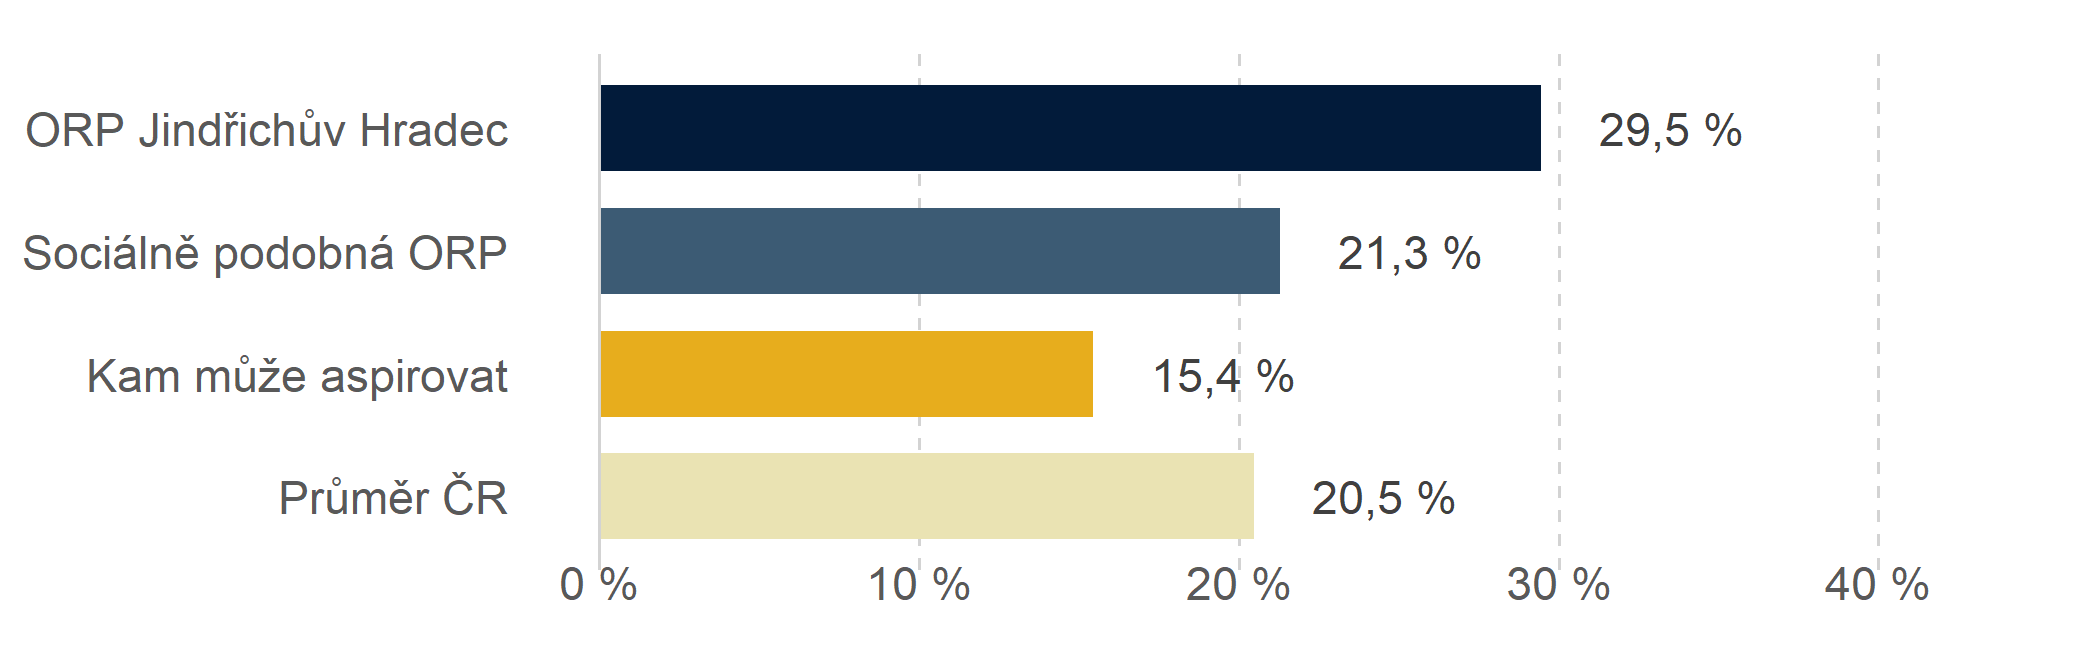 ORP Jindřichův Hradec
29,5 %
Sociálně podobná ORP
21,3 %
Kam může aspirovat
15,4 %
Průměr ČR
20,5 %
0 %
10 %
20 %
30 %
40 %